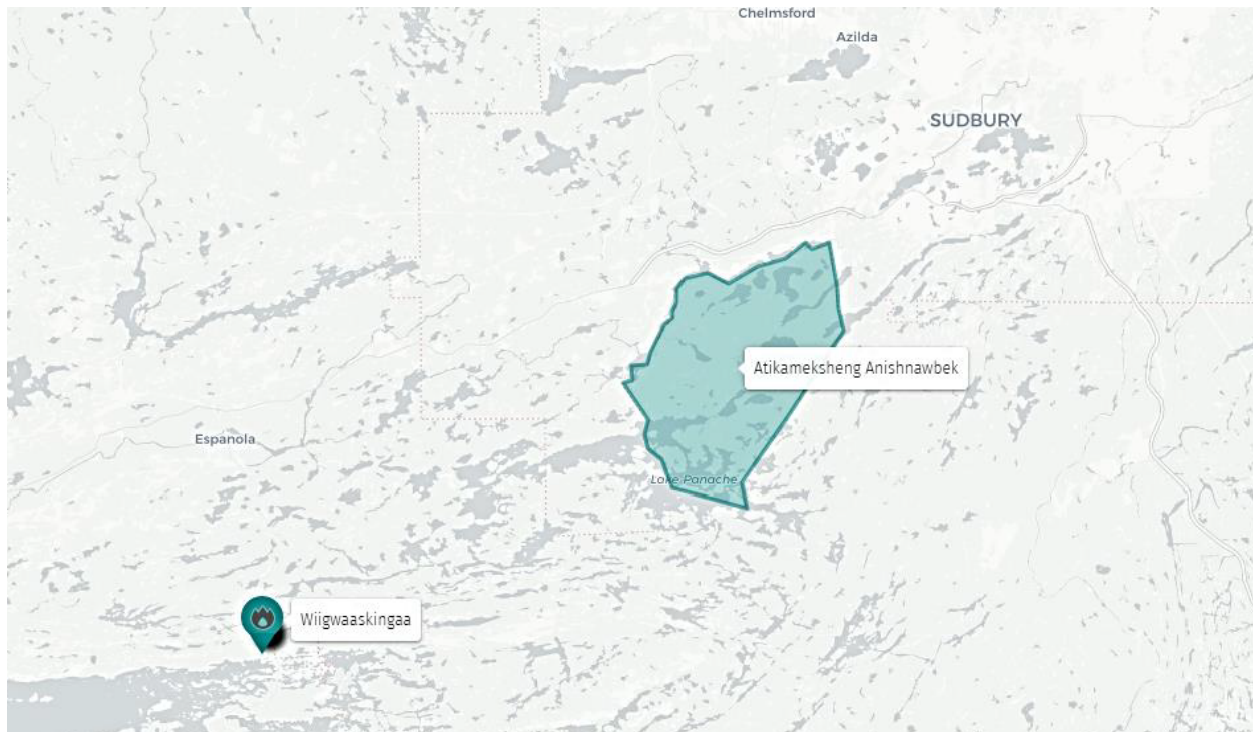 Chelmsford
Azilda
SUDBURY
Atikameksheng Anishnawbek
Espanola
Lake Panache
Wiigwaaskingaa